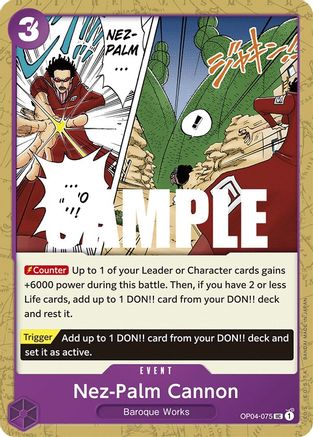 3
NEZ-
PALM
...
ジャキーン!
"...
...!O
"!!
SAMPLE
Counter Up to 1 of your Leader or Character cards gains
+6000 power during this battle. Then, if you have 2 or less
Life cards, add up to 1 DON!! card from your DON!! deck
and rest it.
Trigger Add up to 1 DON!! card from your DON!! deck and
set it as active.
EVENT
Nez-Palm Cannon
Baroque Works
OP04-075 UC 1